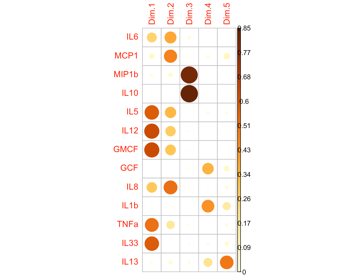 Dim.1 Dim.2 Dim.3 Dim.4 Dim.5
IL6
MCP1
MIP1b
IL10
IL5
IL12
GMCF
GCF
IL8
IL1b
TNFa
IL33
IL13
0.85
0.77
0.68
0.6
0.51
0.43
0.34
0.26
0.17
0.09
0